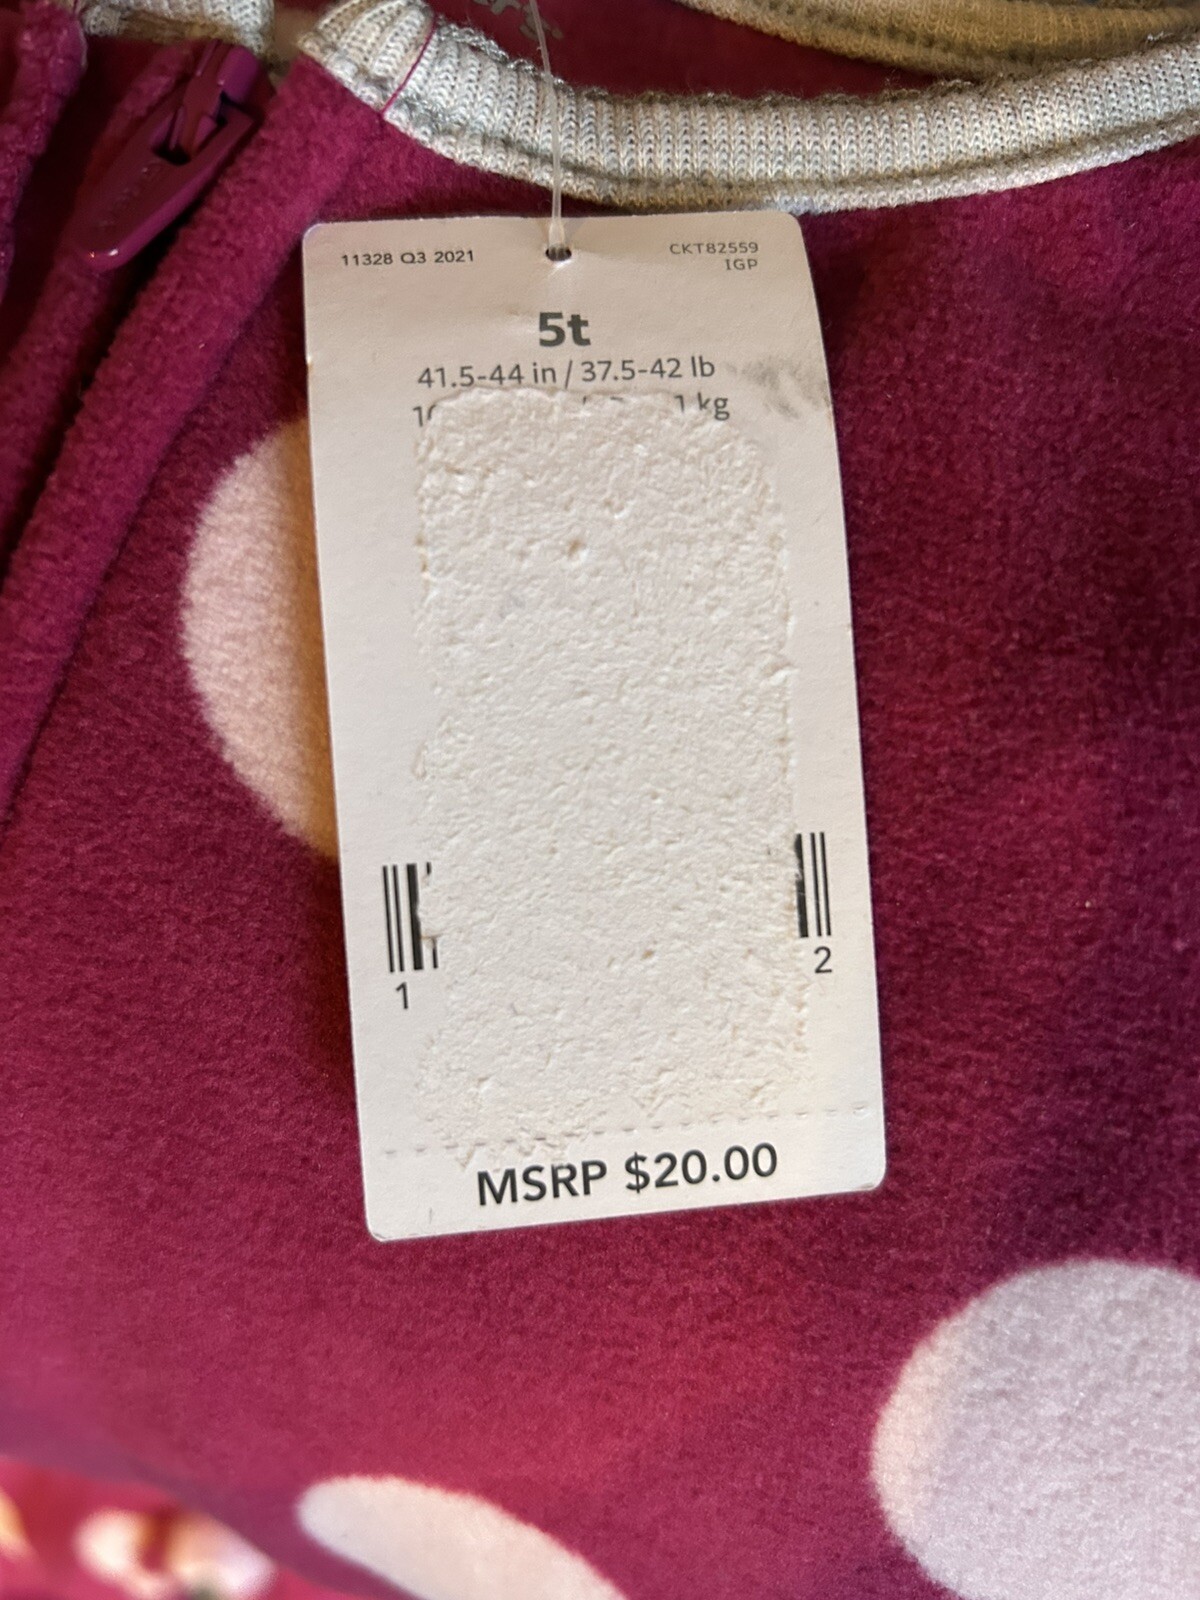 11328 Q3 2021
CKT82559
IGP
5t
41.5-44 in / 37.5-42 lb
kg
1
2
MSRP $20.00